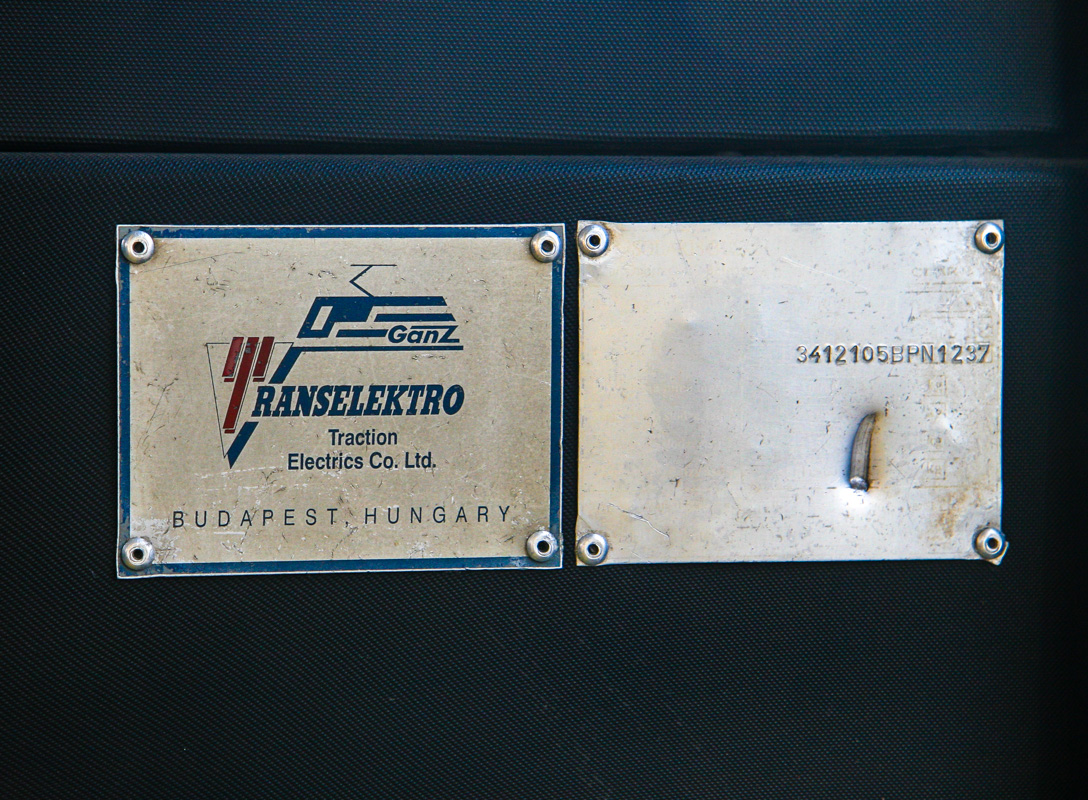 Ganz
TRANSELEKTRO
Traction
Electrics Co. Ltd.
BUDAPEST, HUNGARY
3412105BPN1237